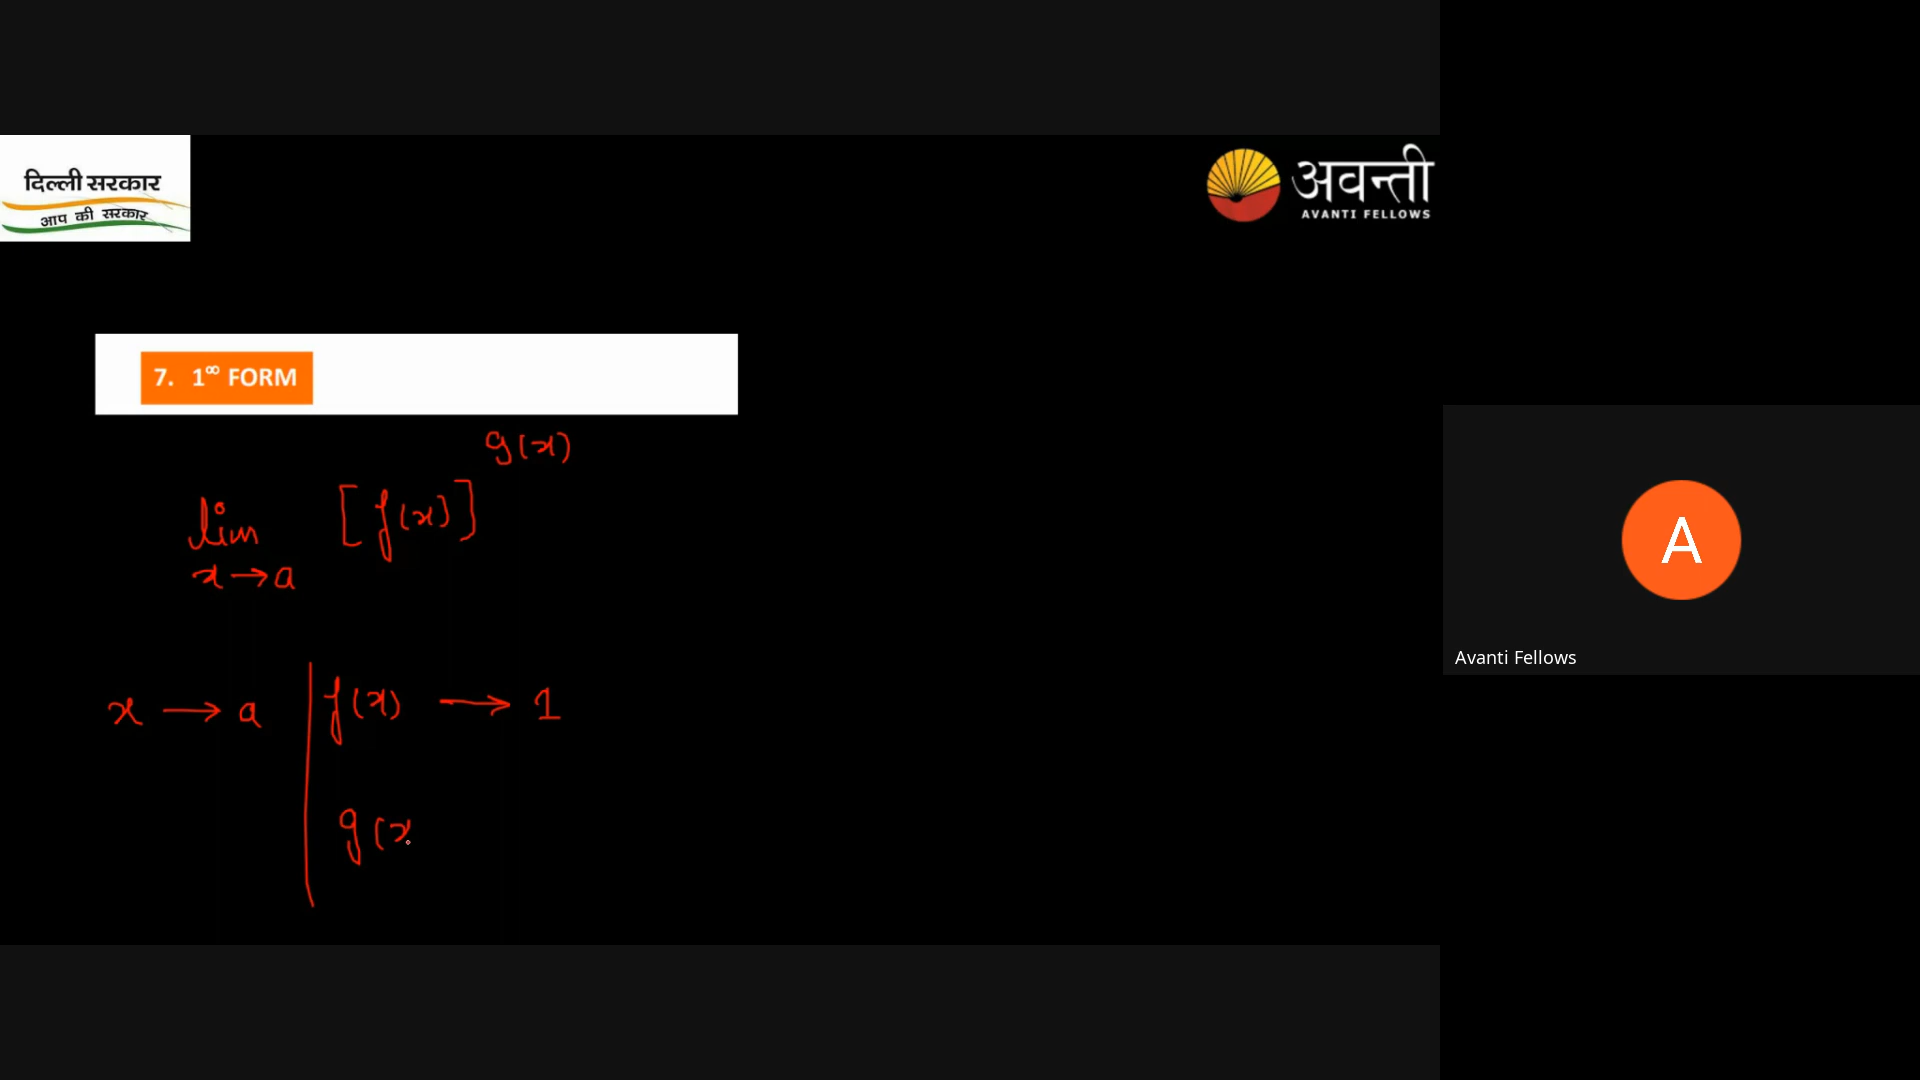 दिल्ली सरकार
आप की सरकार
अवन्ती
AVANTI FELLOWS
7. 1^∞ FORM
lim x→a [f(x)]^g(x)
x → a | f(x) → 1
g(x
A
Avanti Fellows